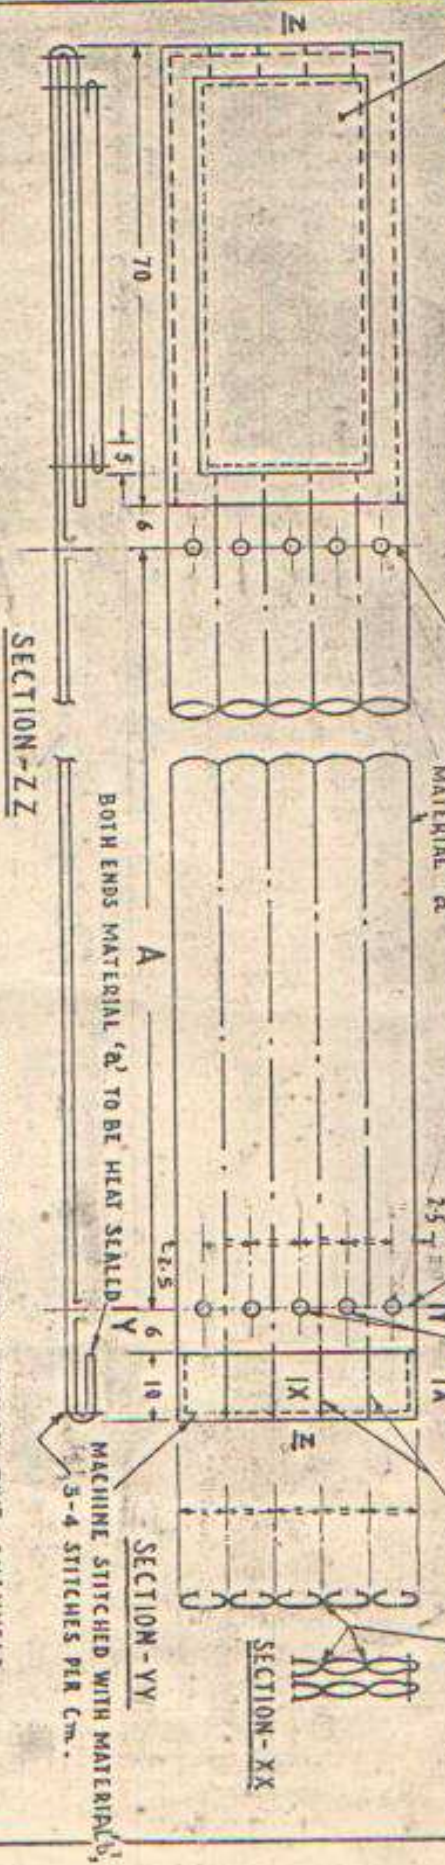 Z
70
5
6
MATERIAL 'a'
A
BOTH ENDS MATERIAL 'a' TO BE HEAT SEALED
SECTION-ZZ
2.5
2.5
Y
6
10
X
X
Z
SECTION-YY
SECTION-XX
MACHINE STITCHED WITH MATERIAL 'b',
3-4 STITCHES PER Cm.